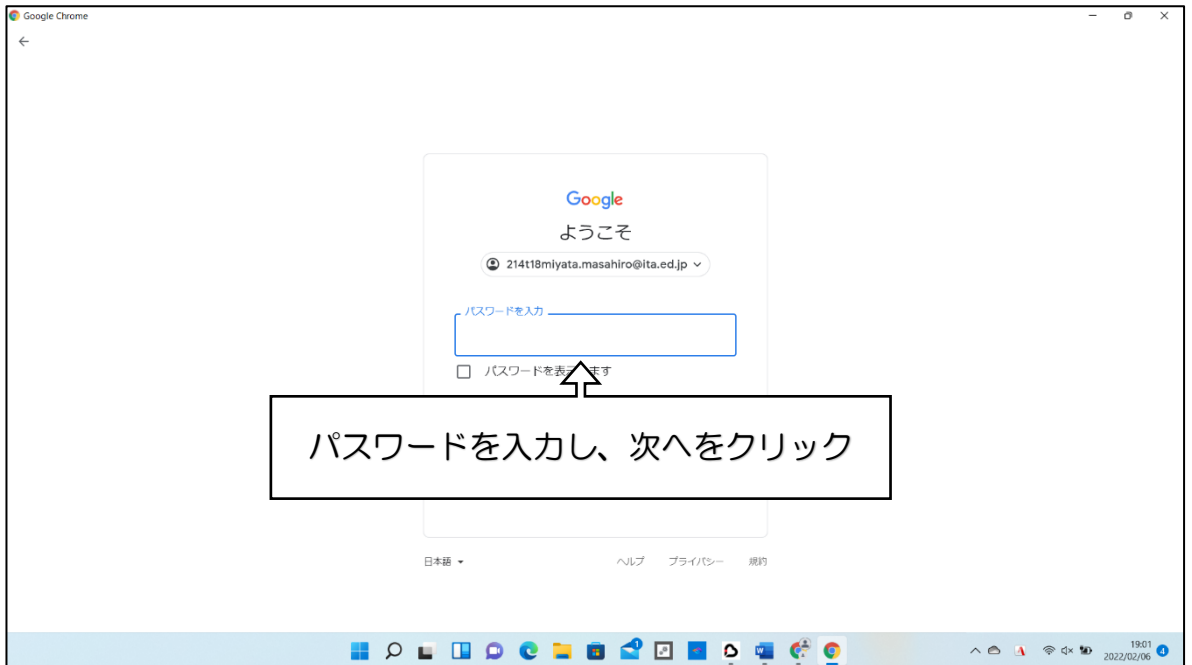 Google Chrome
Google
ようこそ
214t18miyata.masahiro@ita.ed.jp
パスワードを入力
パスワードを表示します
パスワードを入力し、次へをクリック
日本語
ヘルプ プライバシー 規約
19:01
2022/02/06
4